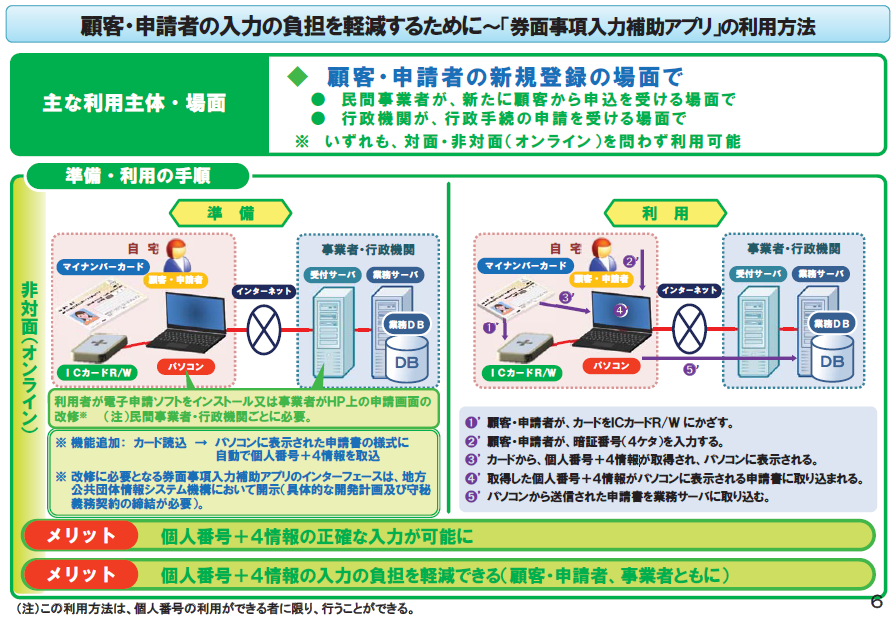 顧客・申請者の入力の負担を軽減するために～「券面事項入力補助アプリ」の利用方法
主な利用主体・場面
◆ 顧客・申請者の新規登録の場面で
● 民間事業者が、新たに顧客から申込を受ける場面で
● 行政機関が、行政手続の申請を受ける場面で
※ いずれも、対面・非対面（オンライン）を問わず利用可能
準備・利用の手順
非対面（オンライン）
準 備
自 宅
マイナンバーカード
顧客・申請者
ICカードR/W
パソコン
インターネット
事業者・行政機関
受付サーバ
業務サーバ
業務DB
DB
利用者が電子申請ソフトをインストール又は事業者がHP上の申請画面の
改修※ （注）民間事業者・行政機関ごとに必要。
※ 機能追加： カード読込 → パソコンに表示された申請書の様式に
自動で個人番号＋4情報を取込
※ 改修に必要となる券面事項入力補助アプリのインターフェースは、地方
公共団体情報システム機構において開示（具体的な開発計画及び守秘
義務契約の締結が必要）。
利 用
自 宅
マイナンバーカード
顧客・申請者
❶’
❷’
❸’
❹’
ICカードR/W
パソコン
インターネット
❺’
事業者・行政機関
受付サーバ
業務サーバ
業務DB
DB
❶’ 顧客・申請者が、カードをICカードR/Wにかざす。
❷’ 顧客・申請者が、暗証番号（4ケタ）を入力する。
❸’ カードから、個人番号＋4情報が取得され、パソコンに表示される。
❹’ 取得した個人番号＋4情報がパソコンに表示される申請書に取り込まれる。
❺’ パソコンから送信された申請書を業務サーバに取り込む。
メリット 個人番号＋4情報の正確な入力が可能に
メリット 個人番号＋4情報の入力の負担を軽減できる（顧客・申請者、事業者ともに）
（注）この利用方法は、個人番号の利用ができる者に限り、行うことができる。
6